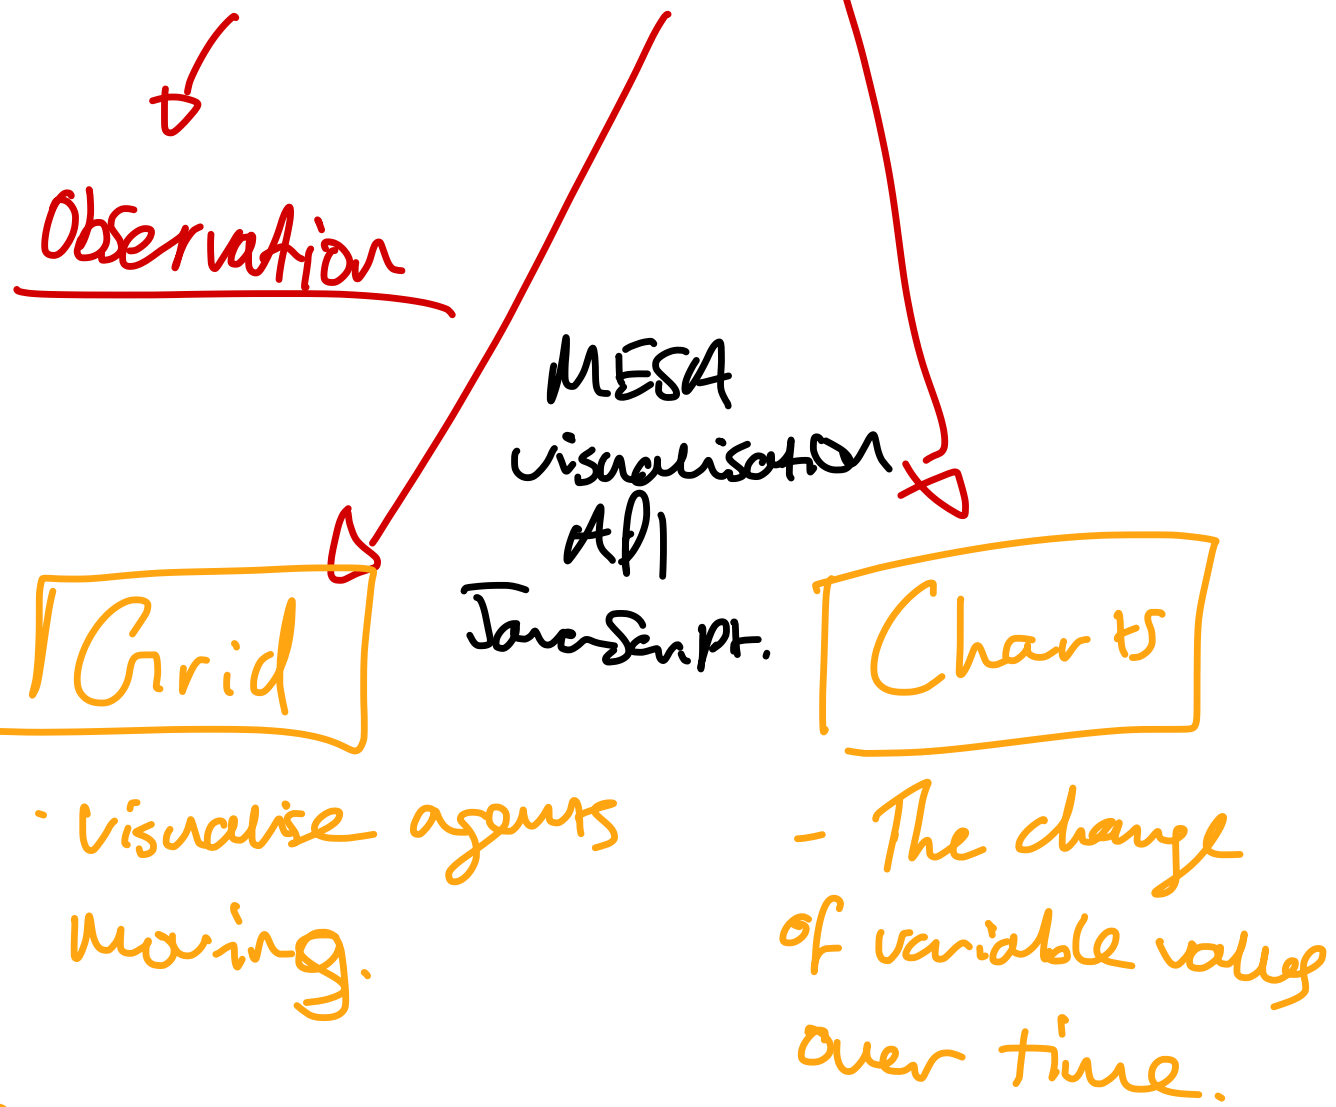 Observation
MESA
visualisation
API
JavaScript.
Grid
Charts
· visualise agents
moving.
- The change
of variable values
over time.